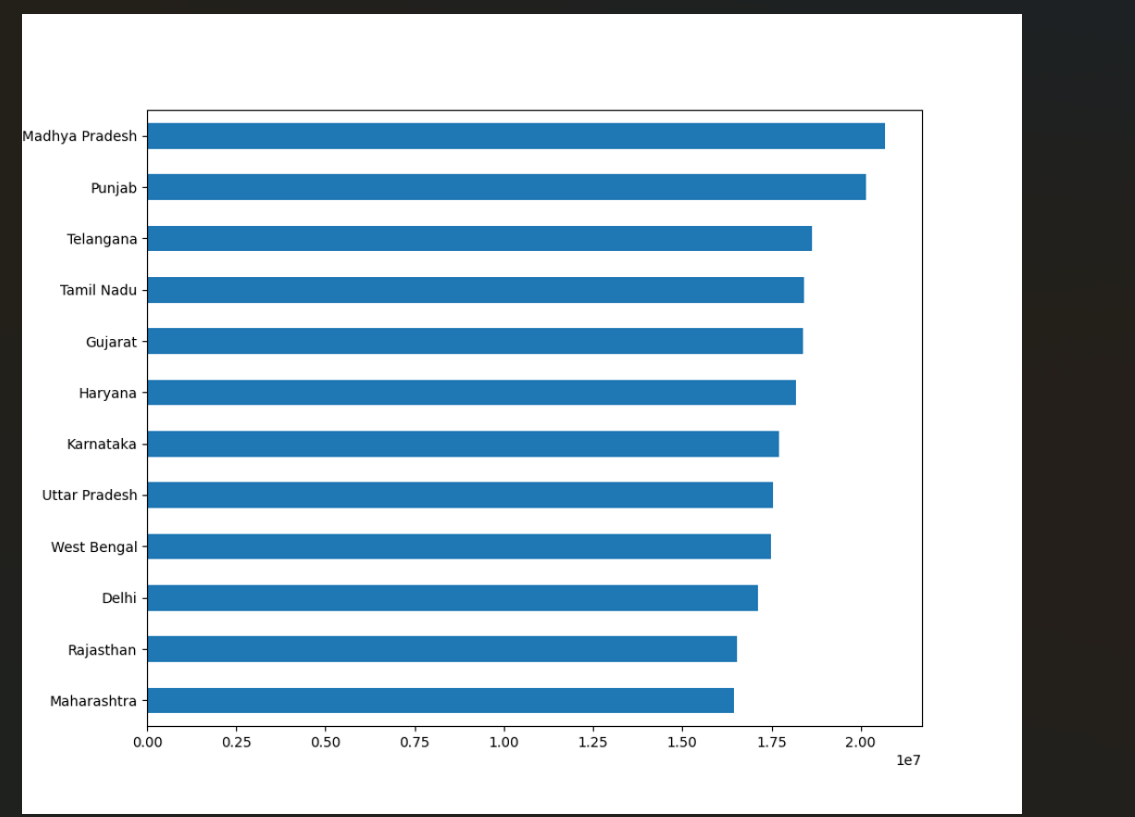 Madhya Pradesh
Punjab
Telangana
Tamil Nadu
Gujarat
Haryana
Karnataka
Uttar Pradesh
West Bengal
Delhi
Rajasthan
Maharashtra
0.00 0.25 0.50 0.75 1.00 1.25 1.50 1.75 2.00
1e7